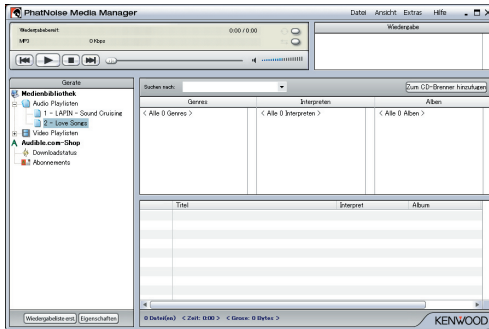 PhatNoise Media Manager
Datei Ansicht Extras Hilfe
Wiedergabebereit 0:00 / 0:00
MP3 0 Kbps
Wiedergabe
Geräte
Medienbibliothek
Audio Playlisten
1 - LAPIN - Sound Cruising
2 - Love Songs
Video Playlisten
Audible.com-Shop
Downloadstatus
Abonnements
Suchen nach:
Zum CD-Brenner hinzufügen
Genres Interpreten Alben
< Alle 0 Genres > < Alle 0 Interpreten > < Alle 0 Alben >
Titel Interpret Album
Wiedergabeliste erst. Eigenschaften
0 Datei(en) < Zeit: 0:00 > < Grösse: 0 Bytes >
KENWOOD